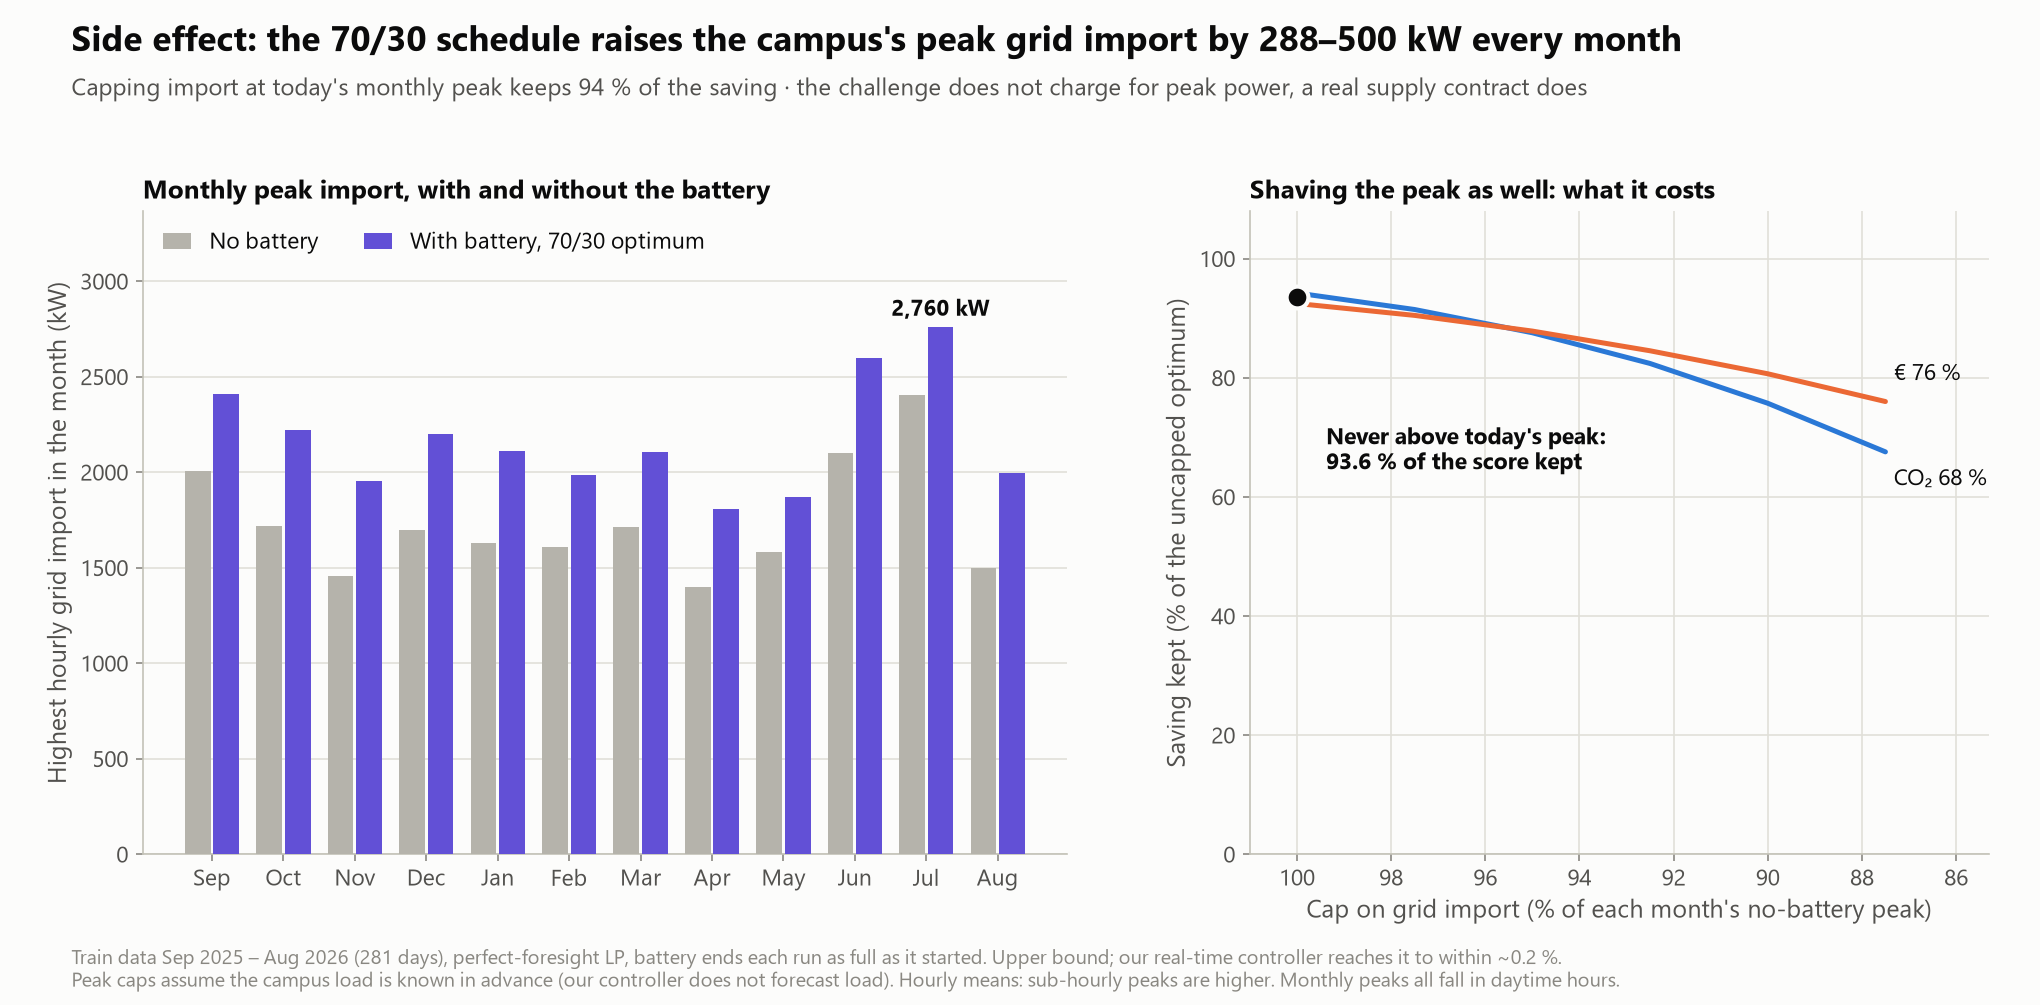 Side effect: the 70/30 schedule raises the campus's peak grid import by 288–500 kW every month
Capping import at today's monthly peak keeps 94 % of the saving · the challenge does not charge for peak power, a real supply contract does
Monthly peak import, with and without the battery
No battery
With battery, 70/30 optimum
Highest hourly grid import in the month (kW)
3000
2500
2000
1500
1000
500
0
2,760 kW
Sep
Oct
Nov
Dec
Jan
Feb
Mar
Apr
May
Jun
Jul
Aug
Shaving the peak as well: what it costs
Saving kept (% of the uncapped optimum)
100
80
60
40
20
0
€ 76 %
CO₂ 68 %
Never above today's peak:
93.6 % of the score kept
100
98
96
94
92
90
88
86
Cap on grid import (% of each month's no-battery peak)
Train data Sep 2025 – Aug 2026 (281 days), perfect-foresight LP, battery ends each run as full as it started. Upper bound; our real-time controller reaches it to within ~0.2 %.
Peak caps assume the campus load is known in advance (our controller does not forecast load). Hourly means: sub-hourly peaks are higher. Monthly peaks all fall in daytime hours.